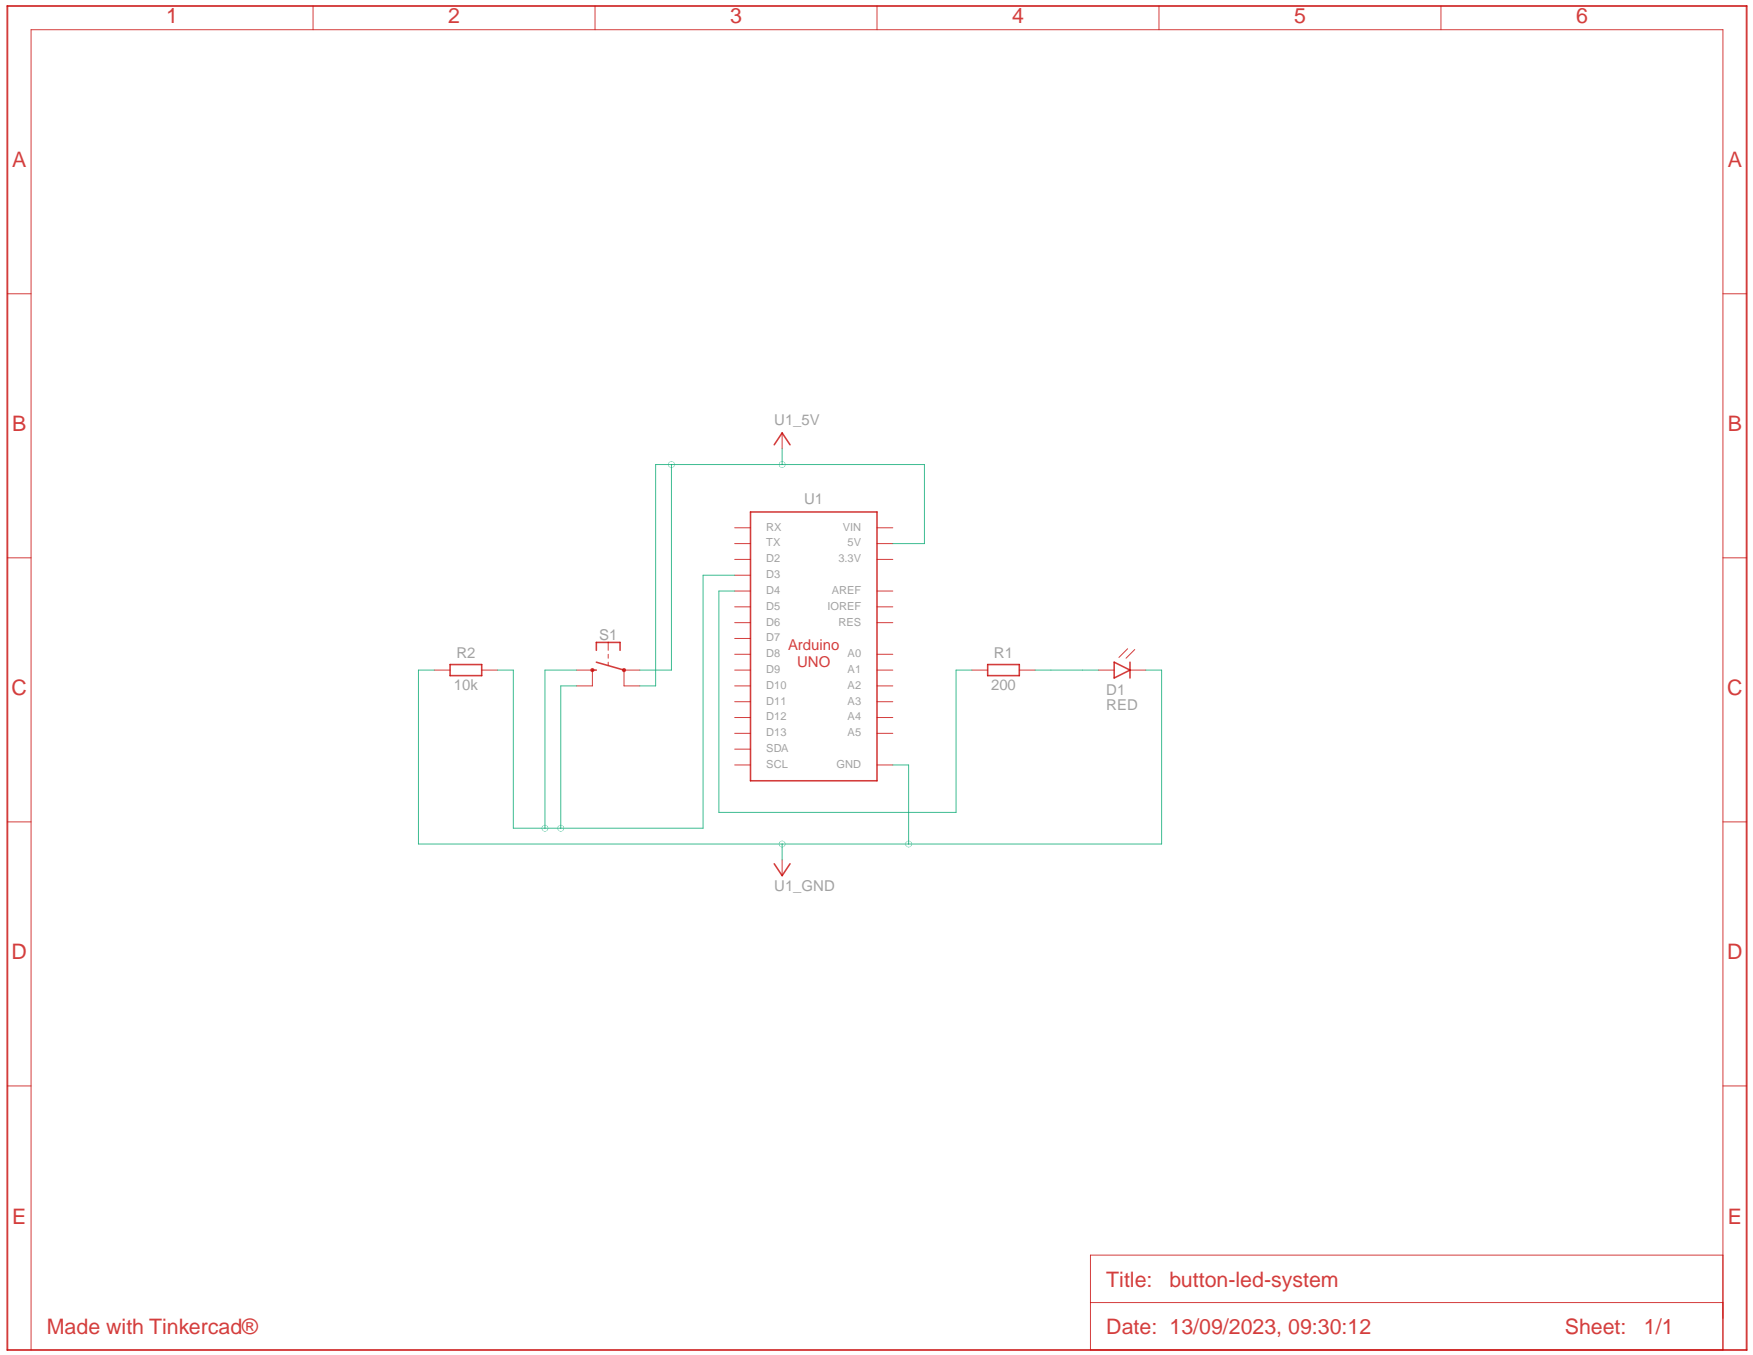 1 2 3 4 5 6
A A
B B
U1_5V
U1
RX VIN
TX 5V
D2 3.3V
D3
D4 AREF
D5 IOREF
D6 RES
S1
D7
Arduino
UNO
R2 D8 A0 R1
D9 A1
10k D10 A2 200
C C
D1
RED
D11 A3
D12 A4
D13 A5
SDA
SCL GND
U1_GND
D D
E E
Title: button-led-system
Made with Tinkercad®
Date: 13/09/2023, 09:30:12 Sheet: 1/1